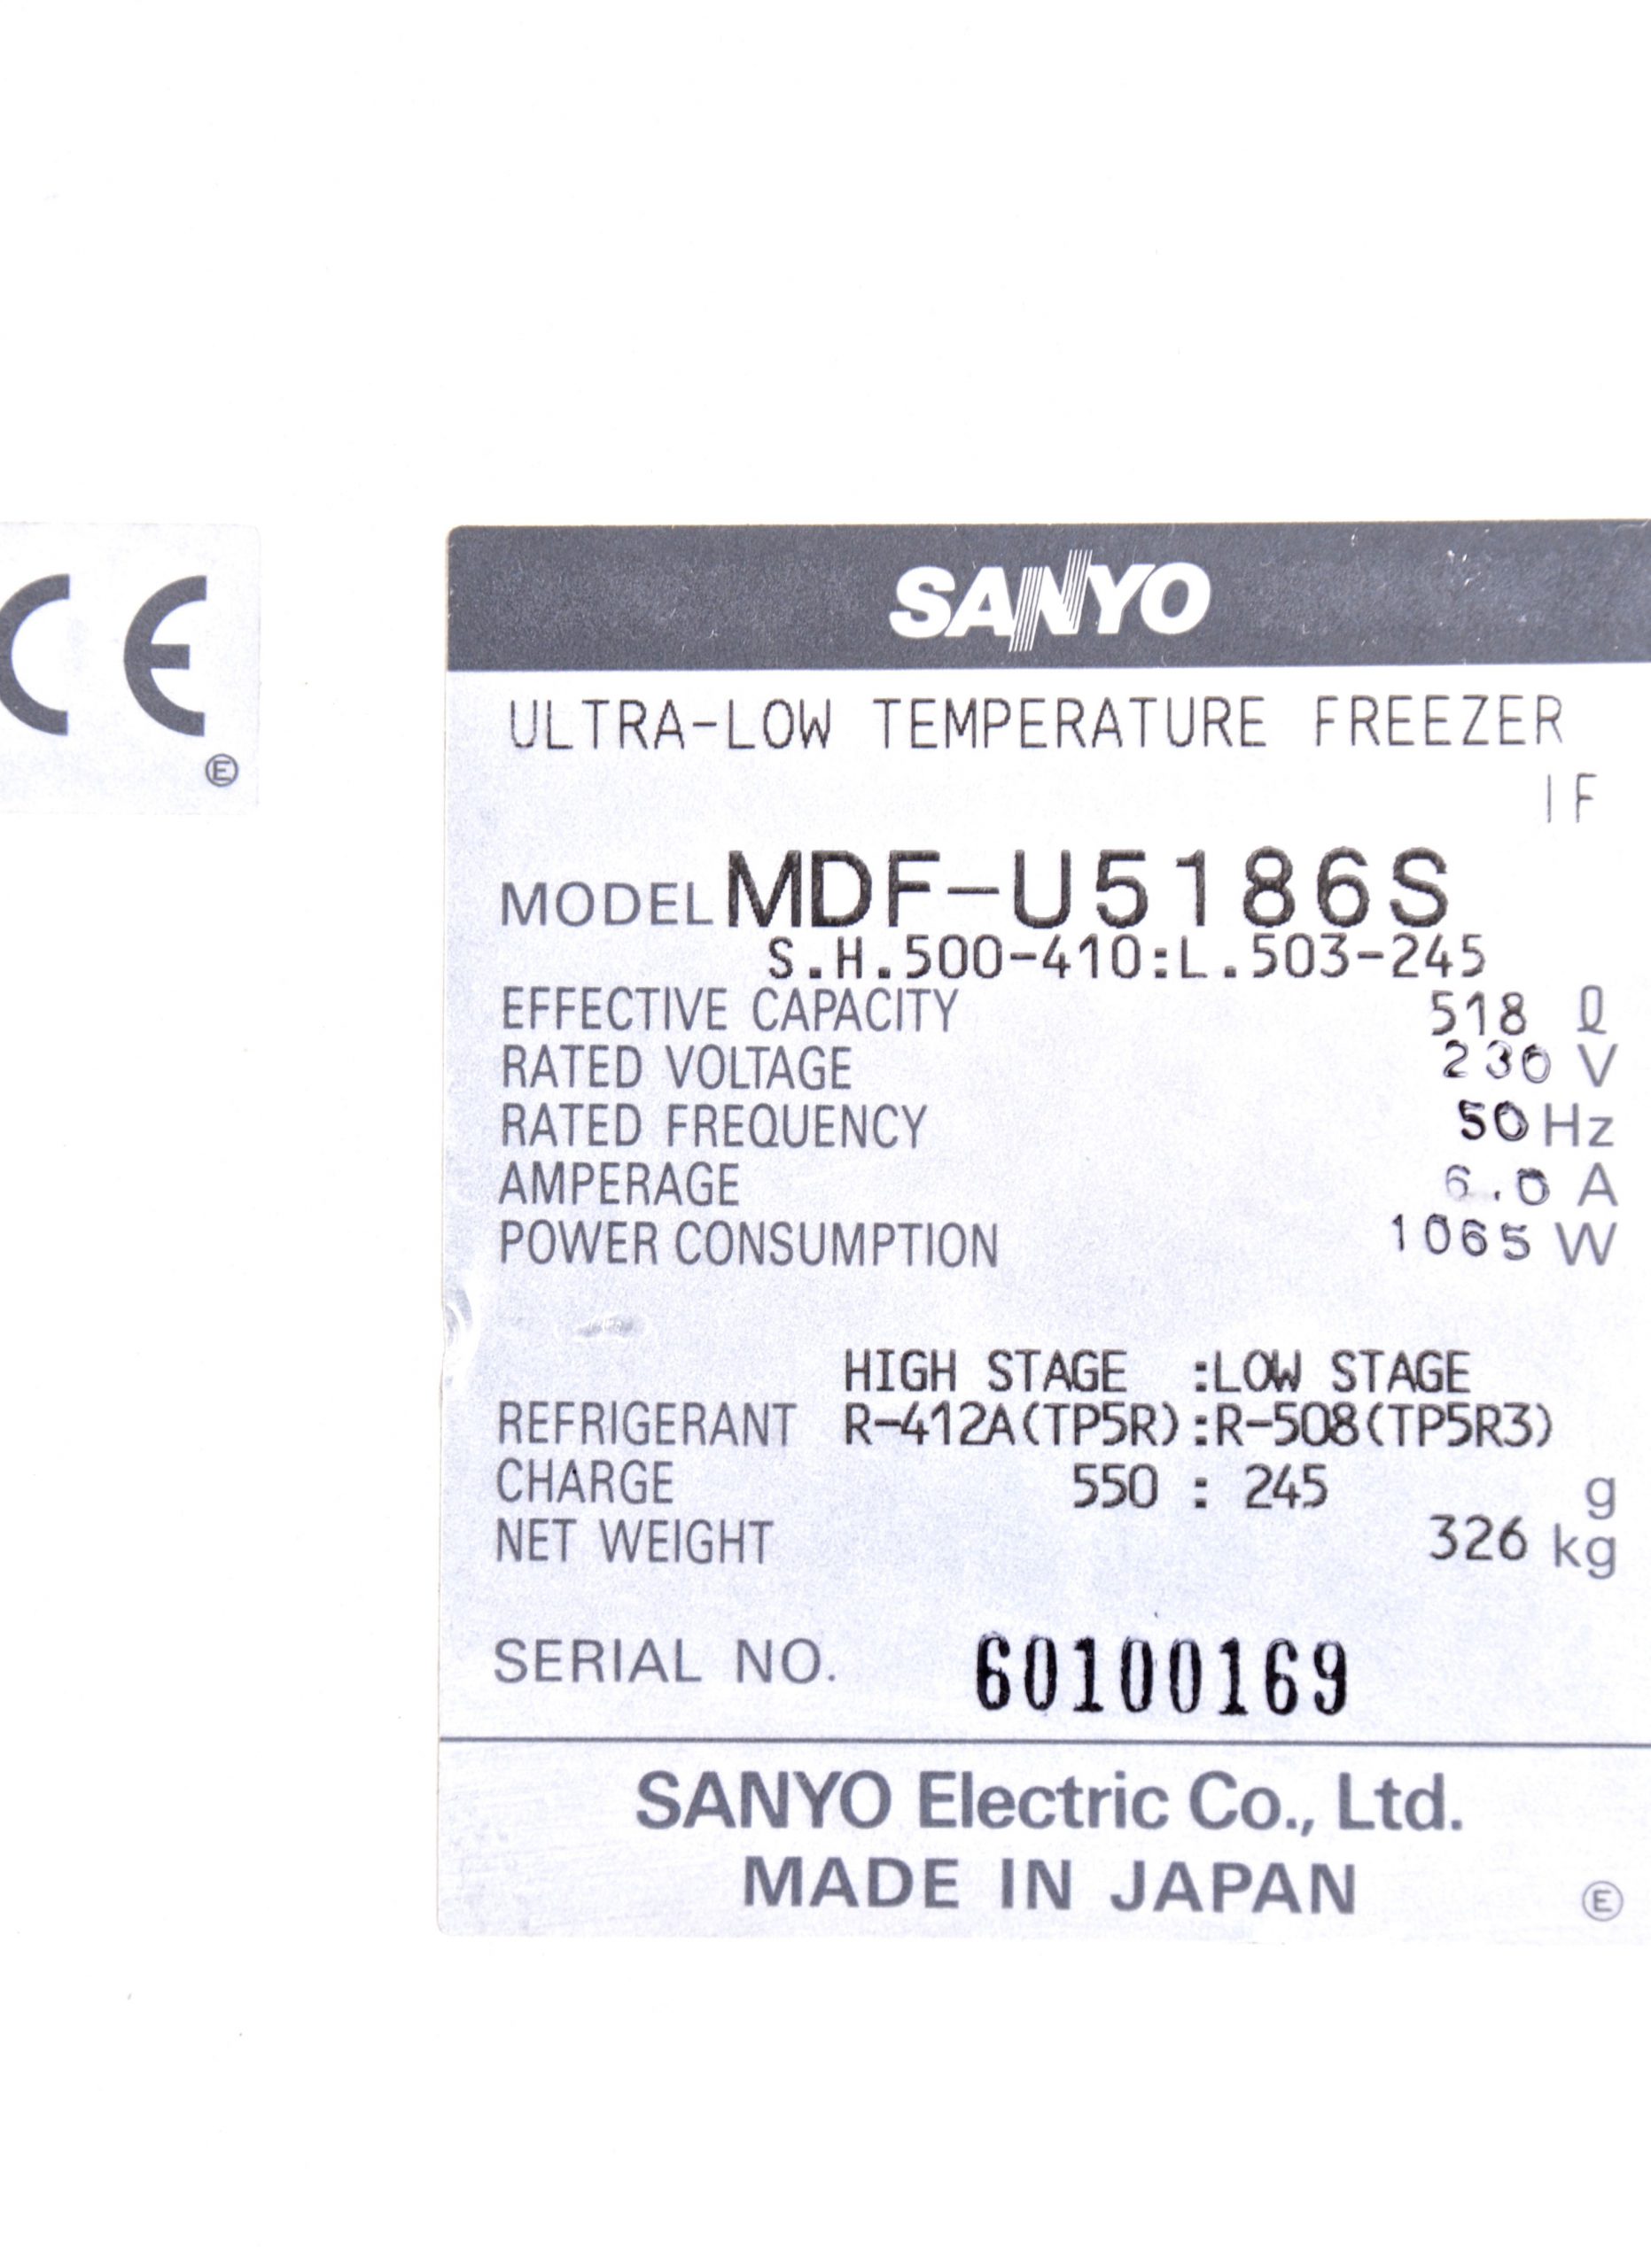 CE
Ⓔ
SANYO
ULTRA-LOW TEMPERATURE FREEZER
IF
MODEL MDF-U5186S
S.H.500-410:L.503-245
EFFECTIVE CAPACITY 518 ℓ
RATED VOLTAGE 230 V
RATED FREQUENCY 50 Hz
AMPERAGE 6.0 A
POWER CONSUMPTION 1065 W
HIGH STAGE :LOW STAGE
REFRIGERANT R-412A(TP5R):R-508(TP5R3)
CHARGE 550 : 245 g
NET WEIGHT 326 kg
SERIAL NO. 60100169
SANYO Electric Co., Ltd.
MADE IN JAPAN
Ⓔ